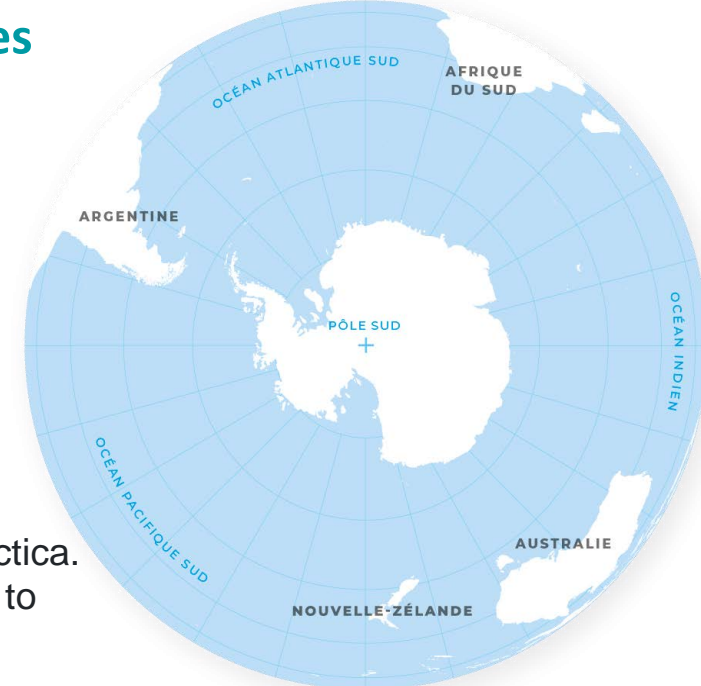 es
OCÉAN ATLANTIQUE SUD
AFRIQUE
DU SUD
ARGENTINE
PÔLE SUD
OCÉAN INDIEN
OCÉAN PACIFIQUE SUD
ctica.
AUSTRALIE
to
NOUVELLE-ZÉLANDE